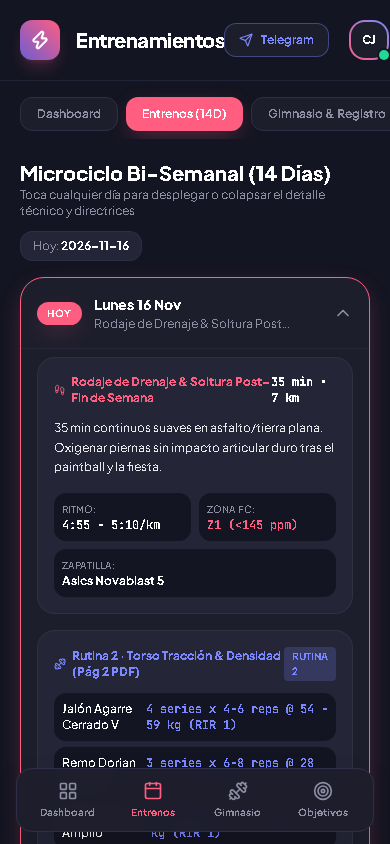 Entrenamientos
Telegram
CJ
Dashboard
Entrenos (14D)
Gimnasio & Registro
Microciclo Bi-Semanal (14 Días)
Toca cualquier día para desplegar o colapsar el detalle
técnico y directrices
Hoy: 2026-11-16
HOY
Lunes 16 Nov
Rodaje de Drenaje & Soltura Post...
Rodaje de Drenaje & Soltura Post-
Fin de Semana
35 min •
7 km
35 min continuos suaves en asfalto/tierra plana.
Oxigenar piernas sin impacto articular duro tras el
paintball y la fiesta.
RITMO:
4:55 - 5:10/km
ZONA FC:
Z1 (<145 ppm)
ZAPATILLA:
Asics Novablast 5
Rutina 2 · Torso Tracción & Densidad
(Pág 2 PDF)
RUTINA
2
Jalón Agarre
Cerrado V
4 series x 4-6 reps @ 54 -
59 kg (RIR 1)
Remo Dorian
3 series x 6-8 reps @ 28
Dashboard
Entrenos
Gimnasio
Objetivos
Amplio
kg (RIR 1)